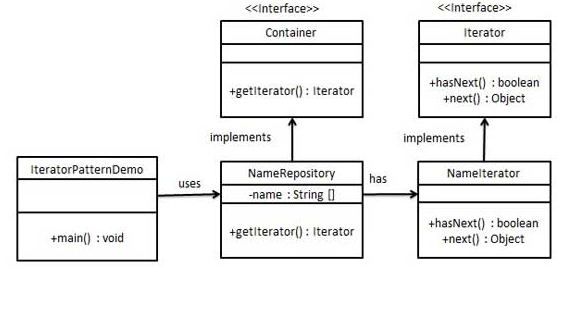 <<Interface>>
Container
+getIterator() : Iterator
<<Interface>>
Iterator
+hasNext() : boolean
+next() : Object
implements
implements
IteratorPatternDemo
+main() : void
uses
NameRepository
-name : String []
+getIterator() : Iterator
has
NameIterator
+hasNext() : boolean
+next() : Object